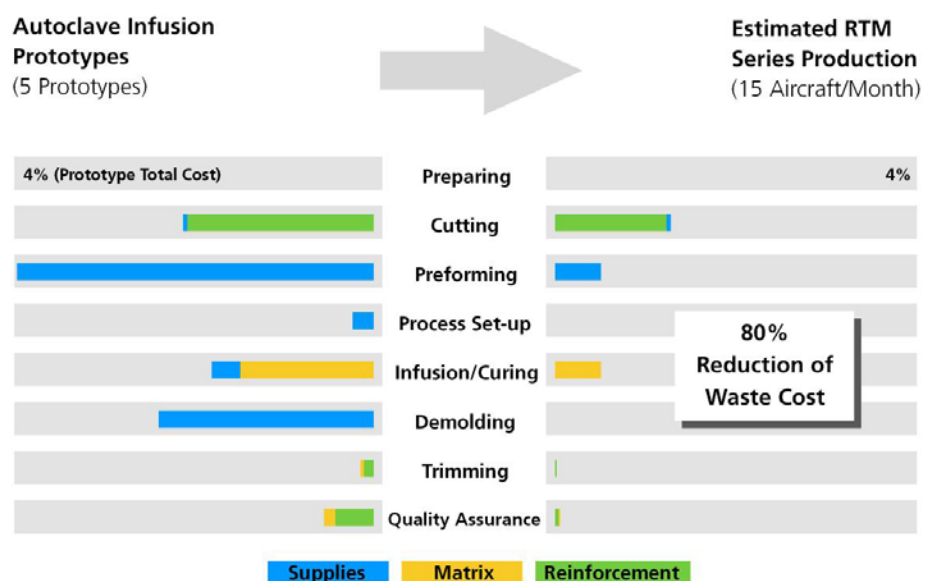 Autoclave Infusion
Prototypes
(5 Prototypes)
Estimated RTM
Series Production
(15 Aircraft/Month)
4% (Prototype Total Cost)
Preparing
4%
Cutting
Preforming
Process Set-up
80%
Reduction of
Waste Cost
Infusion/Curing
Demolding
Trimming
Quality Assurance
Supplies
Matrix
Reinforcement